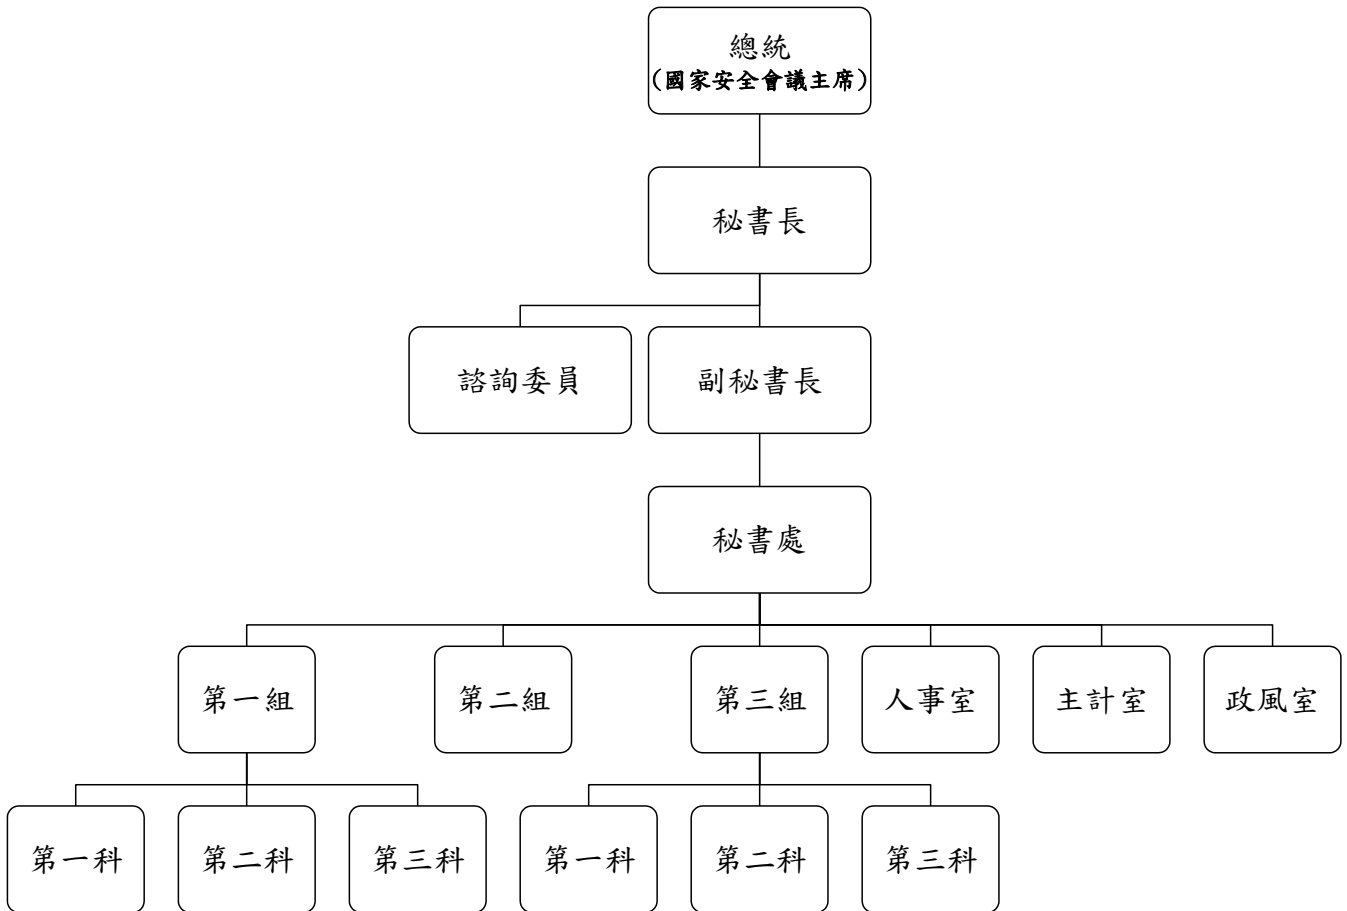 總統
(國家安全會議主席)
秘書長
諮詢委員
副秘書長
秘書處
第一組
第二組
第三組
人事室
主計室
政風室
第一科
第二科
第三科
第一科
第二科
第三科